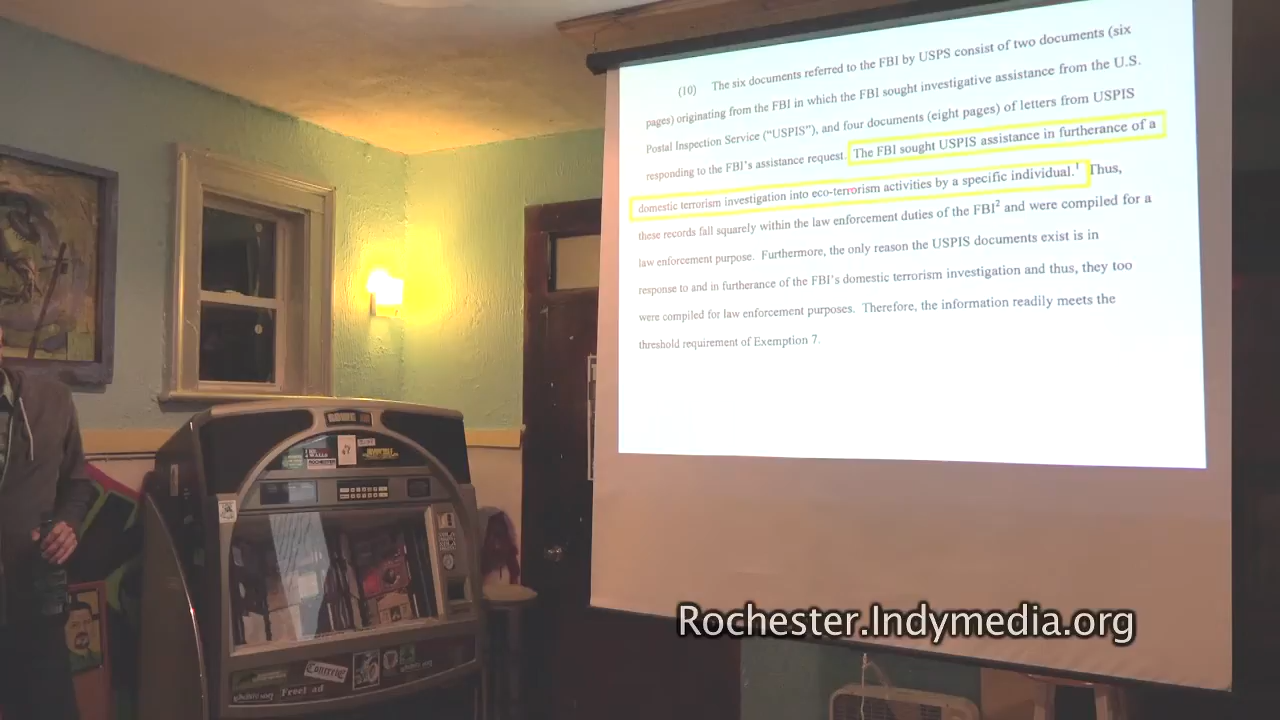 (10) The six documents referred to the FBI by USPS consist of two documents (six
pages) originating from the FBI in which the FBI sought investigative assistance from the U.S.
Postal Inspection Service ("USPIS"), and four documents (eight pages) of letters from USPIS
responding to the FBI's assistance request. The FBI sought USPIS assistance in furtherance of a
domestic terrorism investigation into eco-terrorism activities by a specific individual.1 Thus,
these records fall squarely within the law enforcement duties of the FBI2 and were compiled for a
law enforcement purpose. Furthermore, the only reason the USPIS documents exist is in
response to and in furtherance of the FBI's domestic terrorism investigation and thus, they too
were compiled for law enforcement purposes. Therefore, the information readily meets the
threshold requirement of Exemption 7.
ROWE
ROCHESTER
Rochester.Indymedia.org